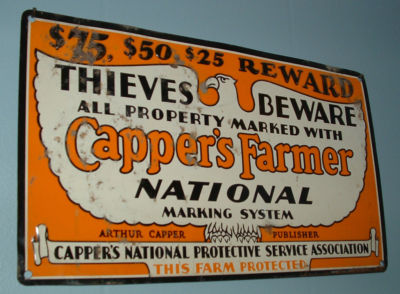 $75, $50, $25 REWARD
THIEVES BEWARE
ALL PROPERTY MARKED WITH
Capper's Farmer
NATIONAL
MARKING SYSTEM
ARTHUR CAPPER PUBLISHER
CAPPER'S NATIONAL PROTECTIVE SERVICE ASSOCIATION
THIS FARM PROTECTED